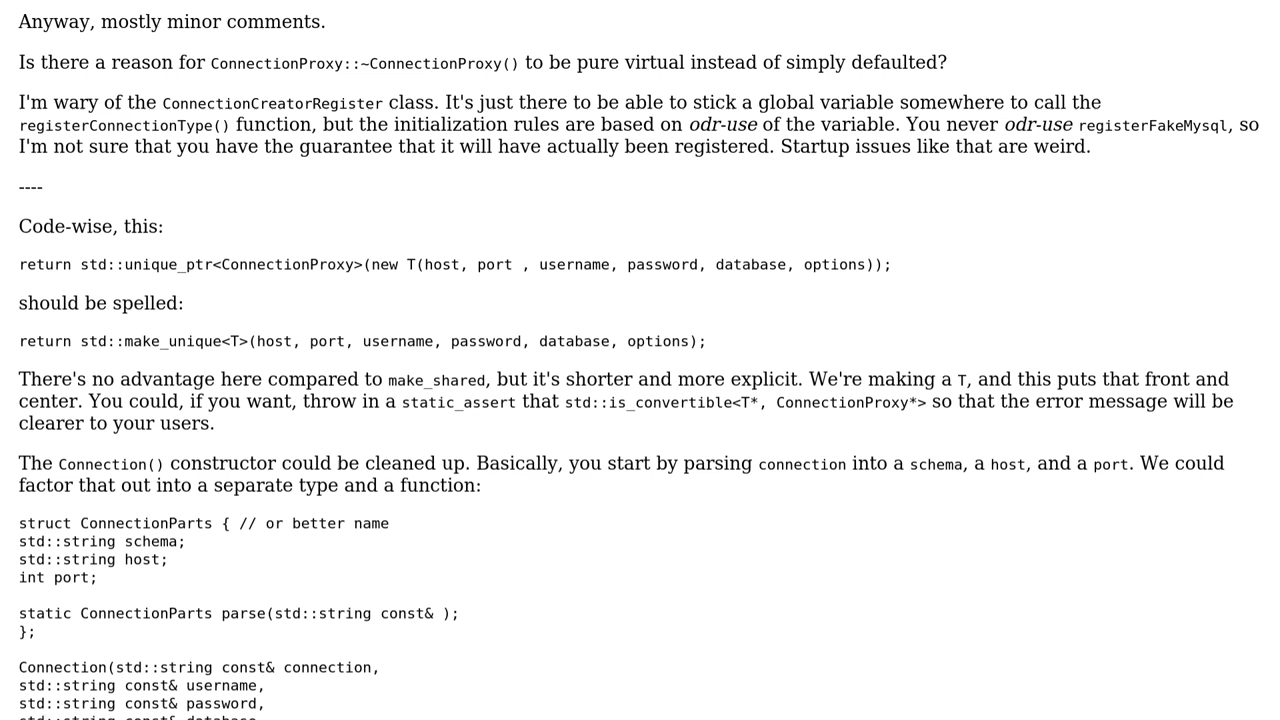 Anyway, mostly minor comments.
Is there a reason for ConnectionProxy::~ConnectionProxy() to be pure virtual instead of simply defaulted?
I'm wary of the ConnectionCreatorRegister class. It's just there to be able to stick a global variable somewhere to call the
registerConnectionType() function, but the initialization rules are based on odr-use of the variable. You never odr-use registerFakeMysql, so
I'm not sure that you have the guarantee that it will have actually been registered. Startup issues like that are weird.
----
Code-wise, this:
return std::unique_ptr<ConnectionProxy>(new T(host, port , username, password, database, options));
should be spelled:
return std::make_unique<T>(host, port, username, password, database, options);
There's no advantage here compared to make_shared, but it's shorter and more explicit. We're making a T, and this puts that front and
center. You could, if you want, throw in a static_assert that std::is_convertible<T*, ConnectionProxy*> so that the error message will be
clearer to your users.
The Connection() constructor could be cleaned up. Basically, you start by parsing connection into a schema, a host, and a port. We could
factor that out into a separate type and a function:
struct ConnectionParts { // or better name
std::string schema;
std::string host;
int port;
static ConnectionParts parse(std::string const& );
};
Connection(std::string const& connection,
std::string const& username,
std::string const& password,
std::string const& database,